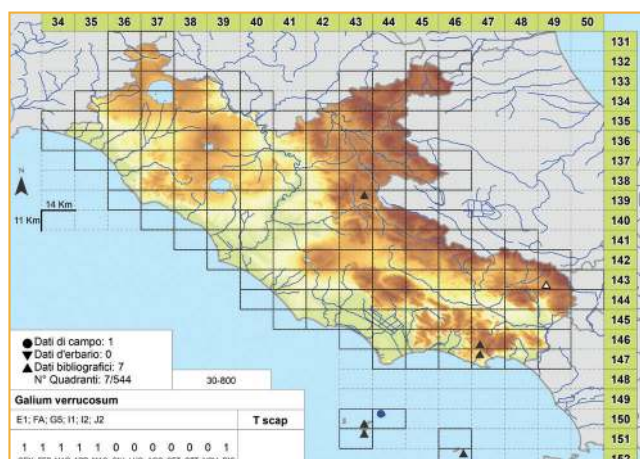 34 35 36 37 38 39 40 41 42 43 44 45 46 47 48 49 50
131
132
133
134
135
136
137
138
139
140
141
142
143
144
145
146
147
148
149
150
151
152
N
14 Km
11 Km
Dati di campo: 1
Dati d'erbario: 0
Dati bibliografici: 7
N° Quadranti: 7/544
30-800
Galium verrucosum
E1; FA; G5; I1; I2; J2
T scap
1 1 1 1 1 0 0 0 0 0 1